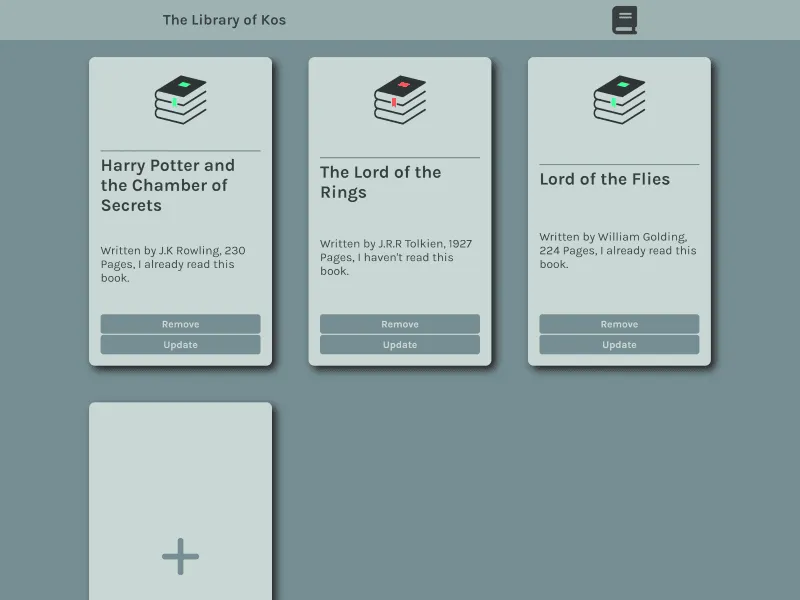 The Library of Kos
Harry Potter and
the Chamber of
Secrets
Written by J.K Rowling, 230
Pages, I already read this
book.
Remove
Update
The Lord of the
Rings
Written by J.R.R Tolkien, 1927
Pages, I haven't read this
book.
Remove
Update
Lord of the Flies
Written by William Golding,
224 Pages, I already read this
book.
Remove
Update